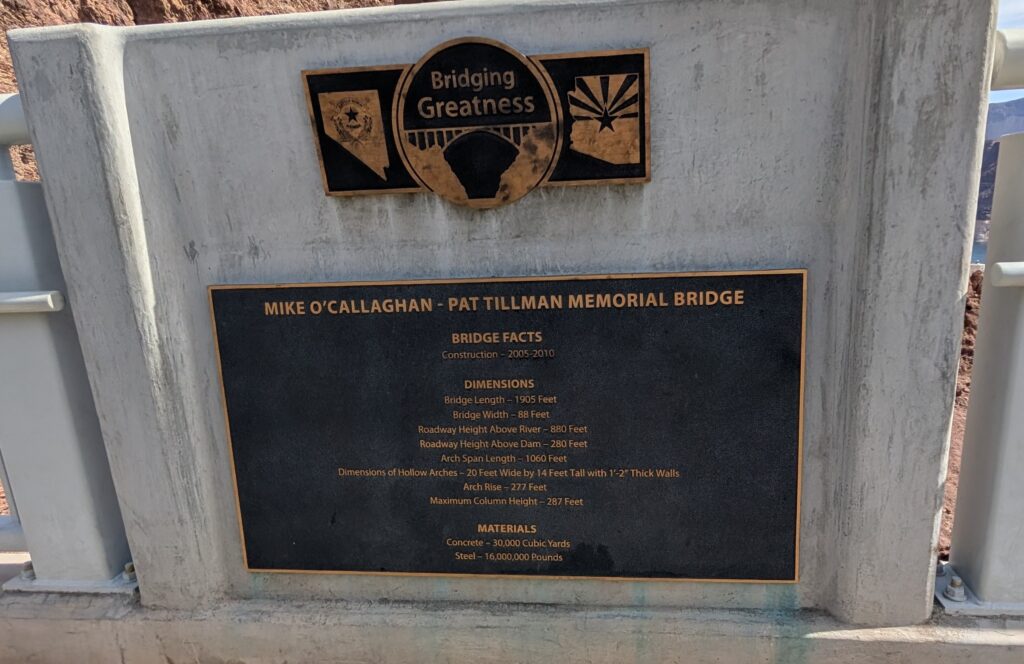 Bridging
Greatness
MIKE O'CALLAGHAN - PAT TILLMAN MEMORIAL BRIDGE
BRIDGE FACTS
Construction – 2005-2010
DIMENSIONS
Bridge Length – 1905 Feet
Bridge Width – 88 Feet
Roadway Height Above River – 880 Feet
Roadway Height Above Dam – 280 Feet
Arch Span Length – 1060 Feet
Dimensions of Hollow Arches – 20 Feet Wide by 14 Feet Tall with 1'-2" Thick Walls
Arch Rise – 277 Feet
Maximum Column Height – 287 Feet
MATERIALS
Concrete – 30,000 Cubic Yards
Steel – 16,000,000 Pounds